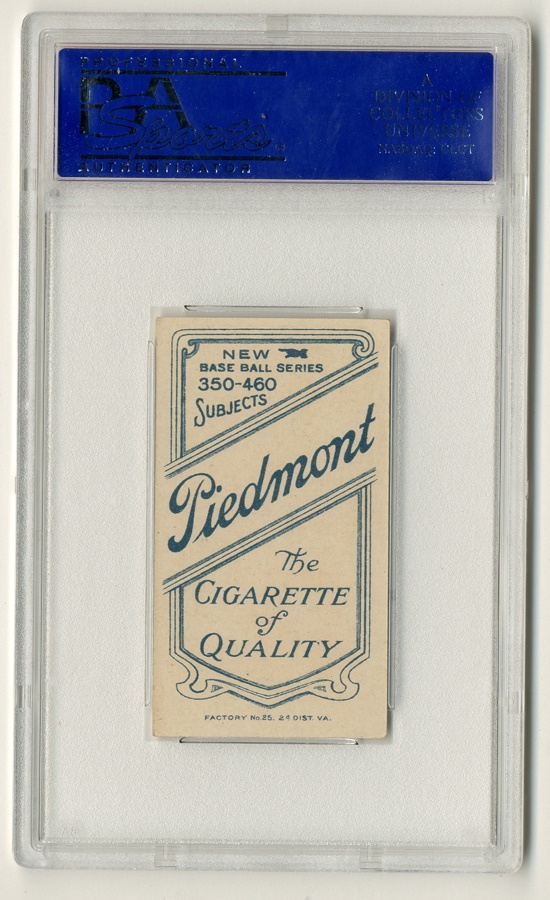 PROFESSIONAL
PSA
Sports
AUTHENTICATOR
A
DIVISION OF
COLLECTORS
UNIVERSE
NASDAQ: CLCT
NEW
BASE BALL SERIES
350-460
SUBJECTS
Piedmont
The
CIGARETTE
of
QUALITY
FACTORY No. 25. 2d DIST. VA.